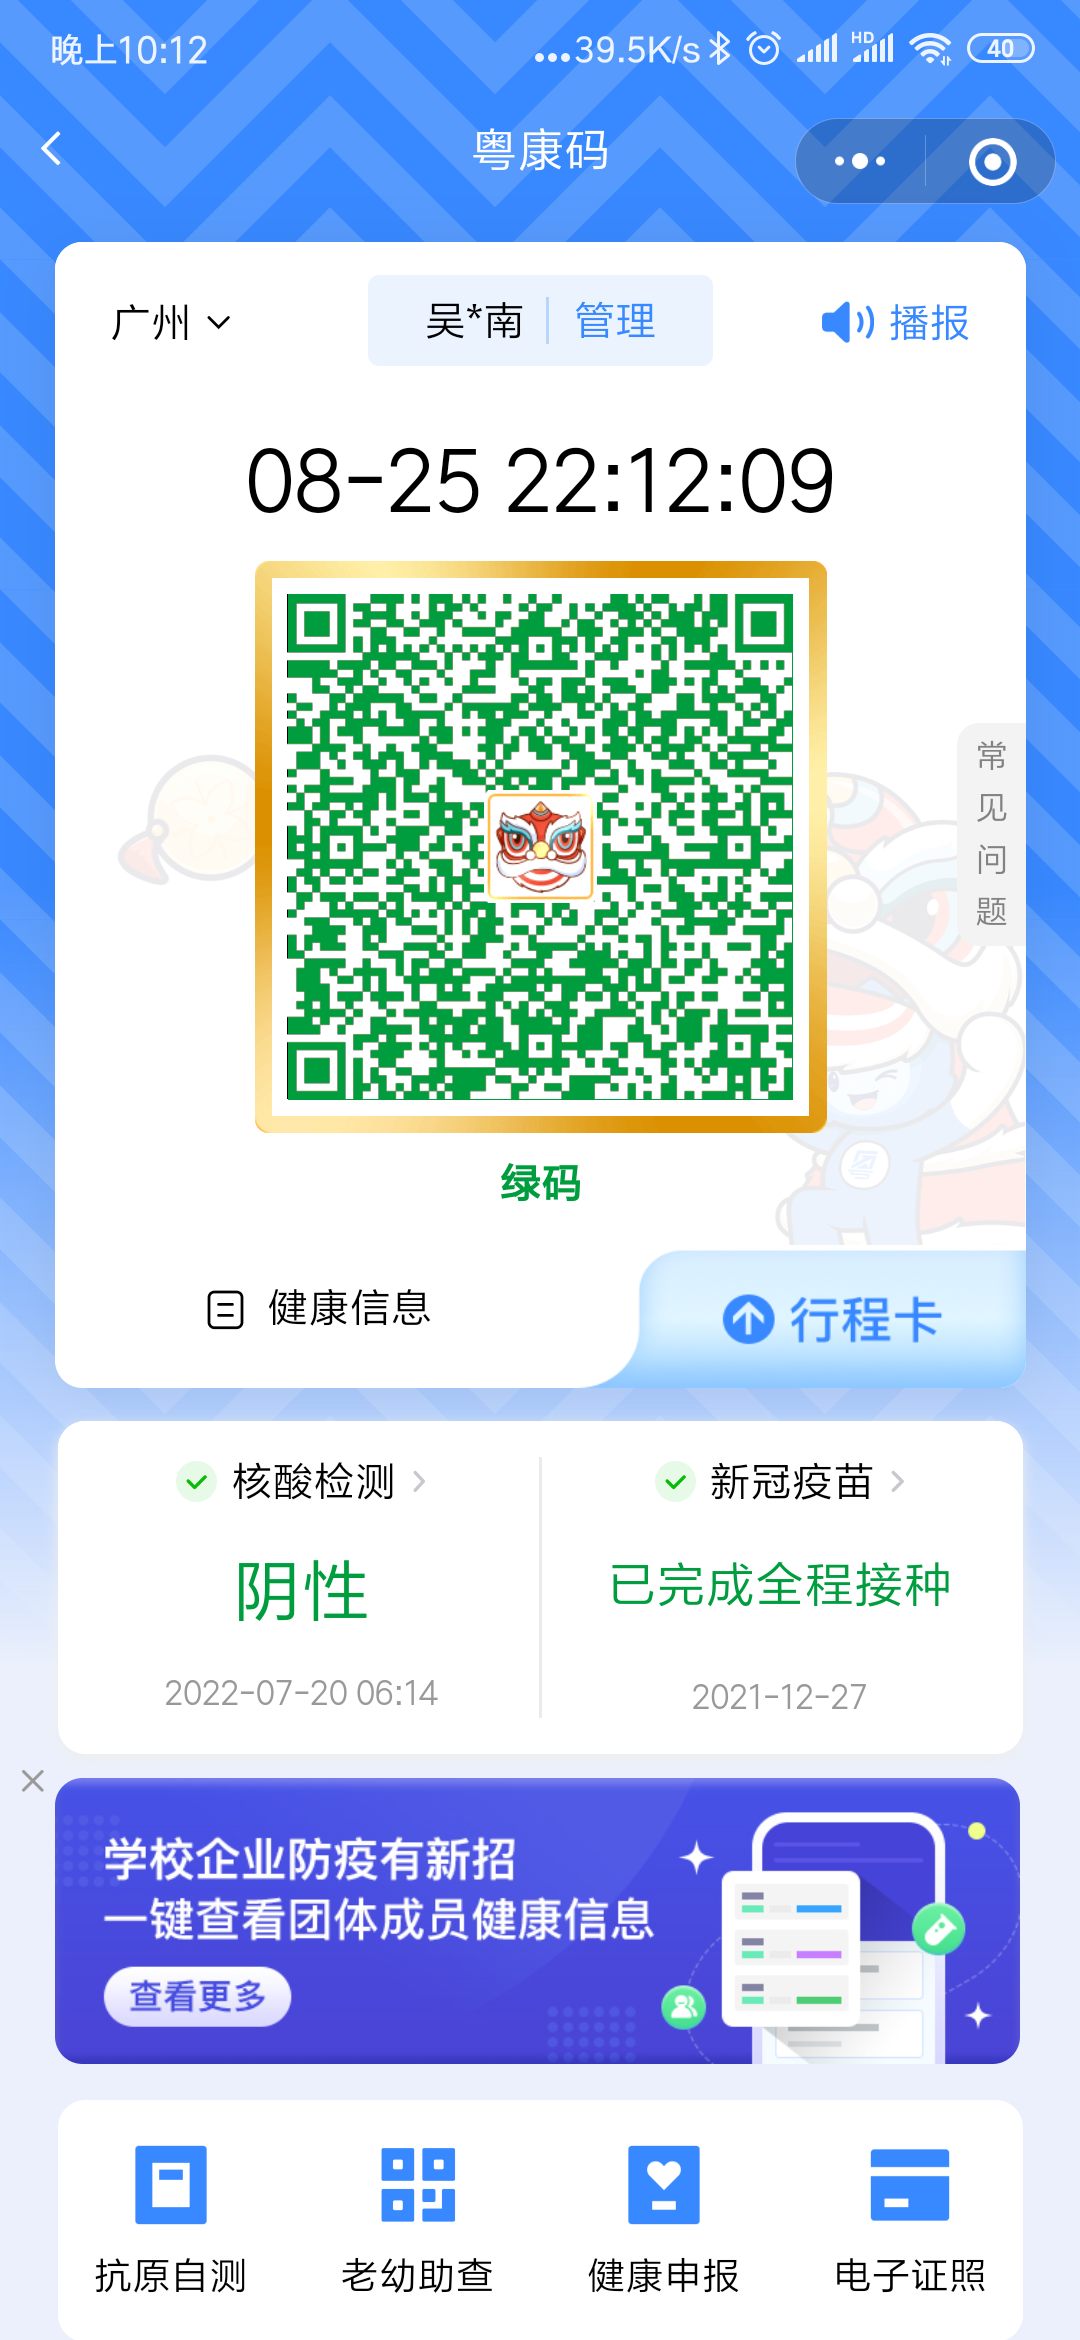 晚上10:12
...39.5K/s
HD
40
粤康码
广州
吴*南
管理
播报
08-25 22:12:09
常见问题
绿码
健康信息
行程卡
核酸检测
新冠疫苗
阴性
已完成全程接种
2022-07-20 06:14
2021-12-27
学校企业防疫有新招
一键查看团体成员健康信息
查看更多
抗原自测
老幼助查
健康申报
电子证照